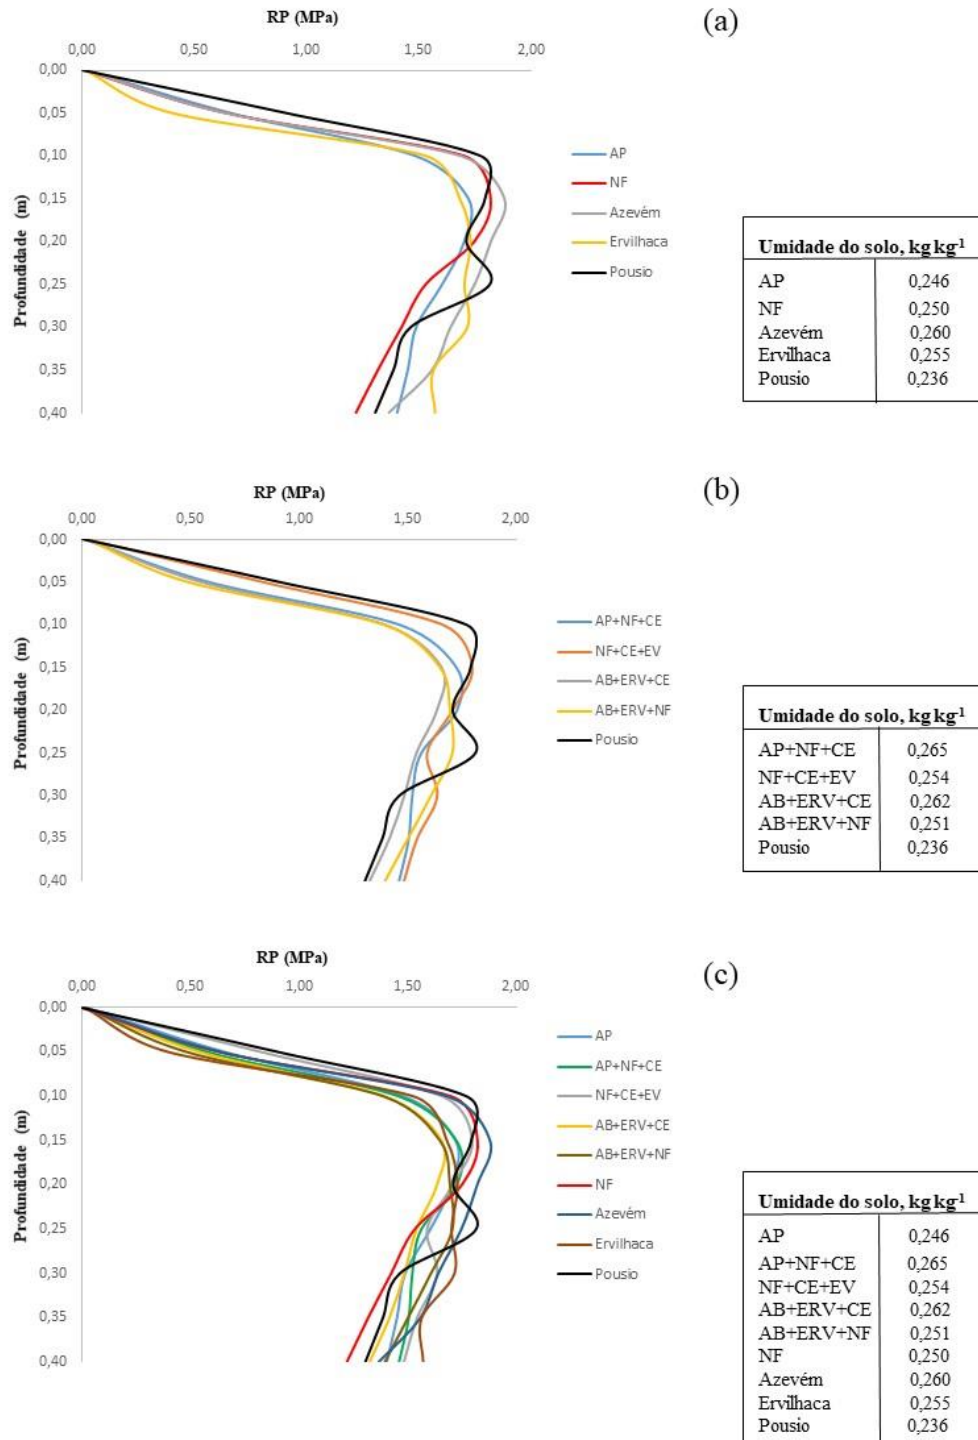 RP (MPa)
(a)
0,00 0,50 1,00 1,50 2,00
0,00
0,05
0,10
0,15
0,20
0,25
0,30
0,35
0,40
Profundidade (m)
AP
NF
Azevém
Ervilhaca
Pousio
Umidade do solo, kg kg-1
AP 0,246
NF 0,250
Azevém 0,260
Ervilhaca 0,255
Pousio 0,236
RP (MPa)
(b)
0,00 0,50 1,00 1,50 2,00
0,00
0,05
0,10
0,15
0,20
0,25
0,30
0,35
0,40
Profundidade (m)
AP+NF+CE
NF+CE+EV
AB+ERV+CE
AB+ERV+NF
Pousio
Umidade do solo, kg kg-1
AP+NF+CE 0,265
NF+CE+EV 0,254
AB+ERV+CE 0,262
AB+ERV+NF 0,251
Pousio 0,236
RP (MPa)
(c)
0,00 0,50 1,00 1,50 2,00
0,00
0,05
0,10
0,15
0,20
0,25
0,30
0,35
0,40
Profundidade (m)
AP
AP+NF+CE
NF+CE+EV
AB+ERV+CE
AB+ERV+NF
NF
Azevém
Ervilhaca
Pousio
Umidade do solo, kg kg-1
AP 0,246
AP+NF+CE 0,265
NF+CE+EV 0,254
AB+ERV+CE 0,262
AB+ERV+NF 0,251
NF 0,250
Azevém 0,260
Ervilhaca 0,255
Pousio 0,236